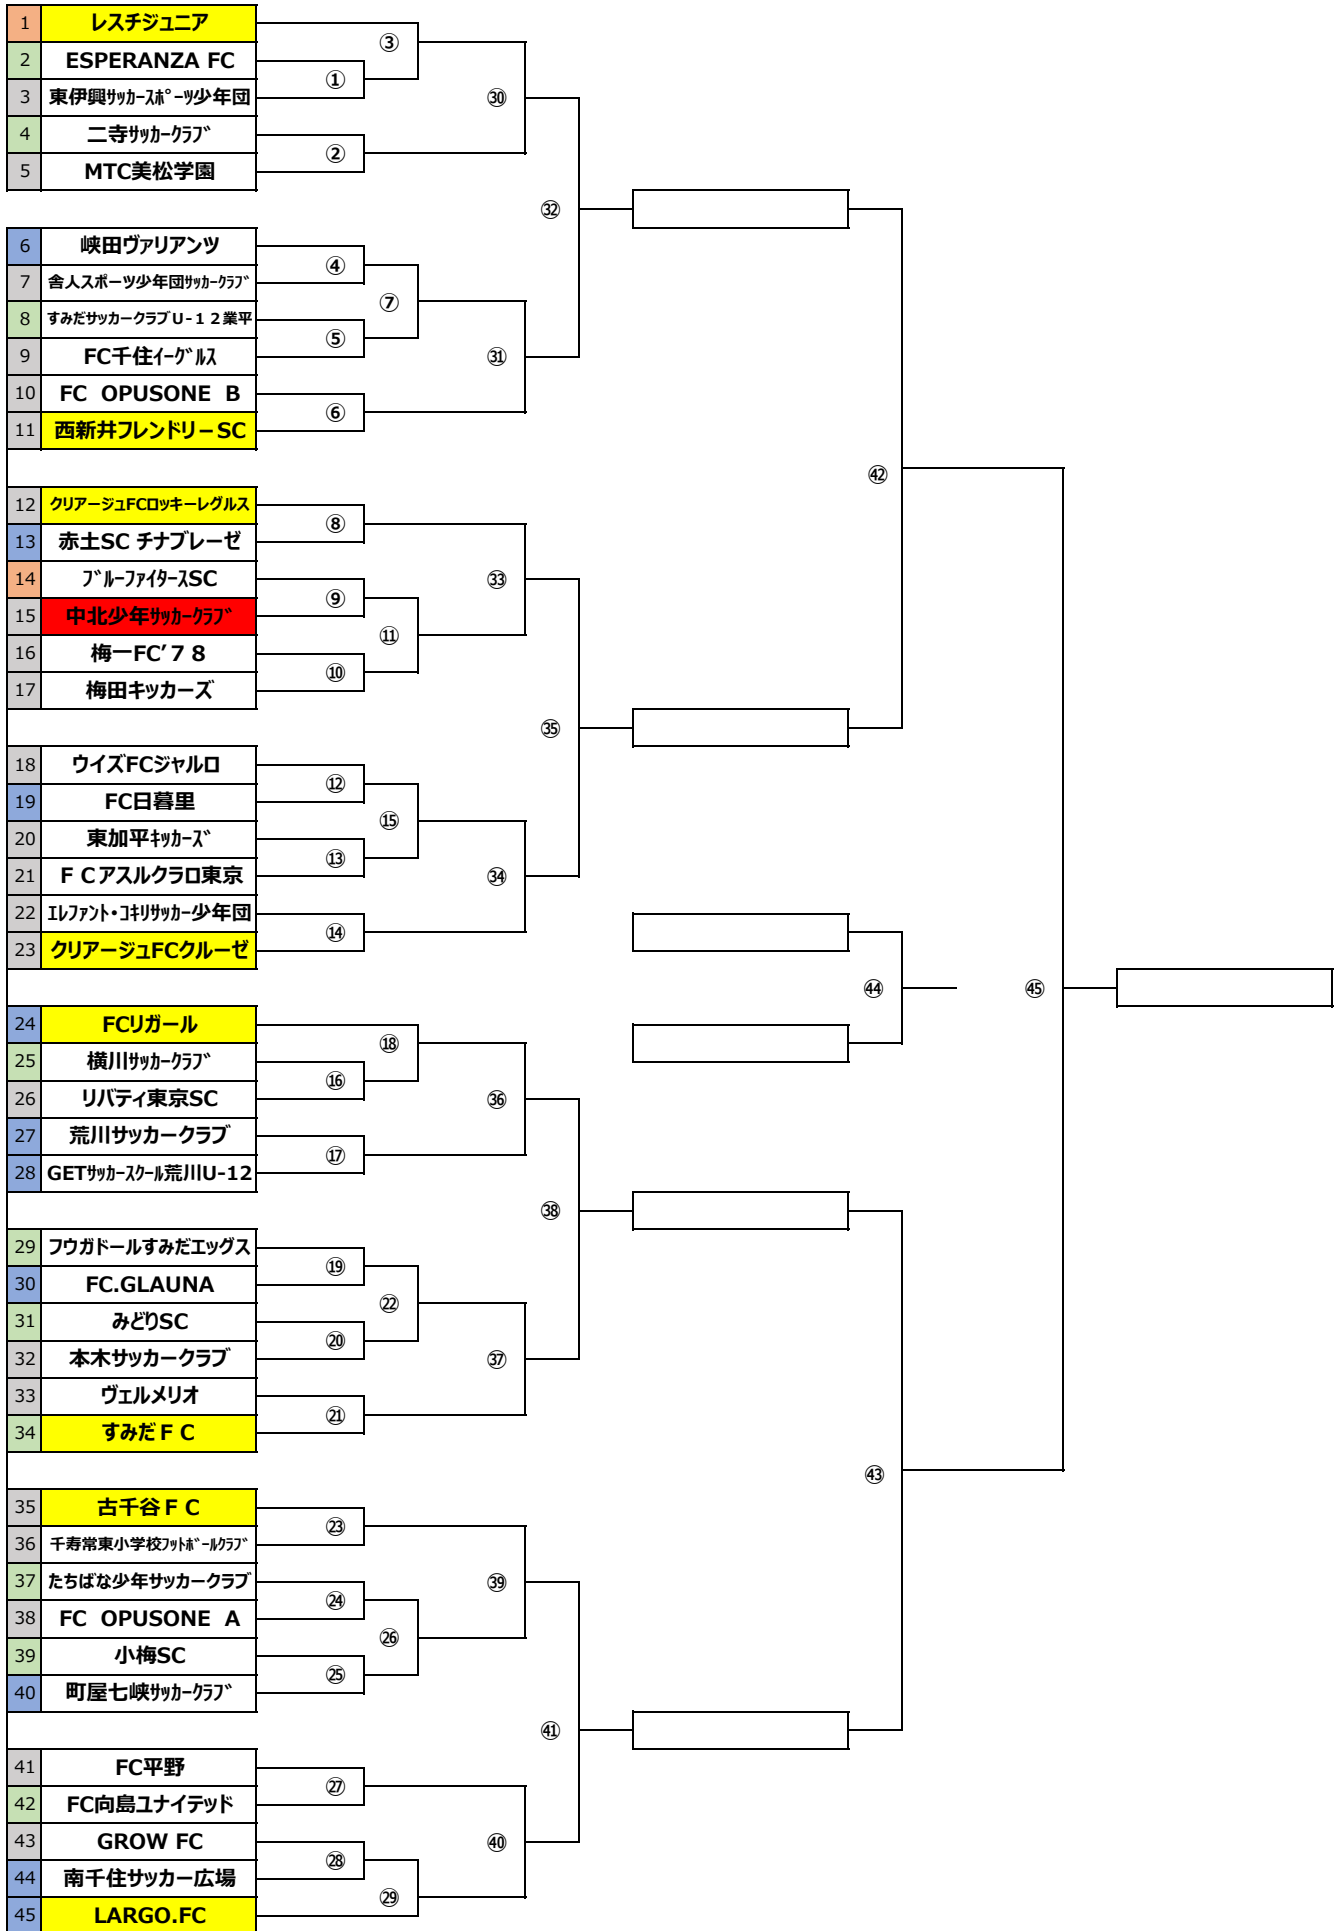 1 レスチジュニア
③
2 ESPERANZA FC
①
3 東伊興ｻｯｶｰｽﾎﾟｰﾂ少年団
㉚
4 二寺ｻｯｶｰｸﾗﾌﾞ
②
5 MTC美松学園
㉜
6 峡田ヴァリアンツ
④
7 舎人スポーツ少年団ｻｯｶｰｸﾗﾌﾞ
⑦
8 すみだサッカークラブU-１２業平
⑤
9 FC千住ｲｰｸﾞﾙｽ
㉛
10 FC OPUSONE B
⑥
11 西新井フレンドリーSC
㊷
12 クリアージュFCロッキーレグルス
⑧
13 赤土SC チナブレーゼ
14 ﾌﾞﾙｰﾌｧｲﾀｰｽSC
㉝
⑨
15 中北少年ｻｯｶｰｸﾗﾌﾞ
⑪
16 梅一FC’７８
⑩
17 梅田キッカーズ
㉟
18 ウイズFCジャルロ
⑫
19 FC日暮里
⑮
20 東加平ｷｯｶｰｽﾞ
⑬
21 ＦＣアスルクラロ東京
㉞
22 ｴﾚﾌｧﾝﾄ・ｺｷﾘｻｯｶｰ少年団
⑭
23 クリアージュFCクルーゼ
㊹
㊺
24 FCリガール
⑱
25 横川ｻｯｶｰｸﾗﾌﾞ
⑯
26 リバティ東京SC
㊱
27 荒川サッカークラブ
⑰
28 GETｻｯｶｰｽｸｰﾙ荒川U-12
㊳
29 フウガドールすみだエッグス
⑲
30 FC.GLAUNA
㉒
31 みどりSC
⑳
32 本木サッカークラブ
㊲
33 ヴェルメリオ
㉑
34 すみだＦＣ
㊸
35 古千谷ＦＣ
㉓
36 千寿常東小学校ﾌｯﾄﾎﾞｰﾙｸﾗﾌﾞ
37 たちばな少年サッカークラブ
㊴
㉔
38 FC OPUSONE A
㉖
39 小梅SC
㉕
40 町屋七峡ｻｯｶｰｸﾗﾌﾞ
㊶
41 FC平野
㉗
42 FC向島ユナイテッド
43 GROW FC
㊵
㉘
44 南千住サッカー広場
㉙
45 LARGO.FC